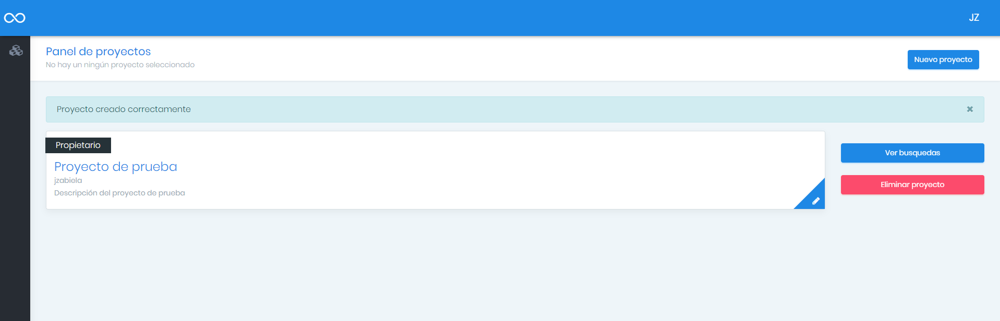 JZ
Panel de proyectos
No hay un ningún proyecto seleccionado
Nuevo proyecto
Proyecto creado correctamente
Propietario
Proyecto de prueba
jzabiela
Descripción del proyecto de prueba
Ver busquedas
Eliminar proyecto